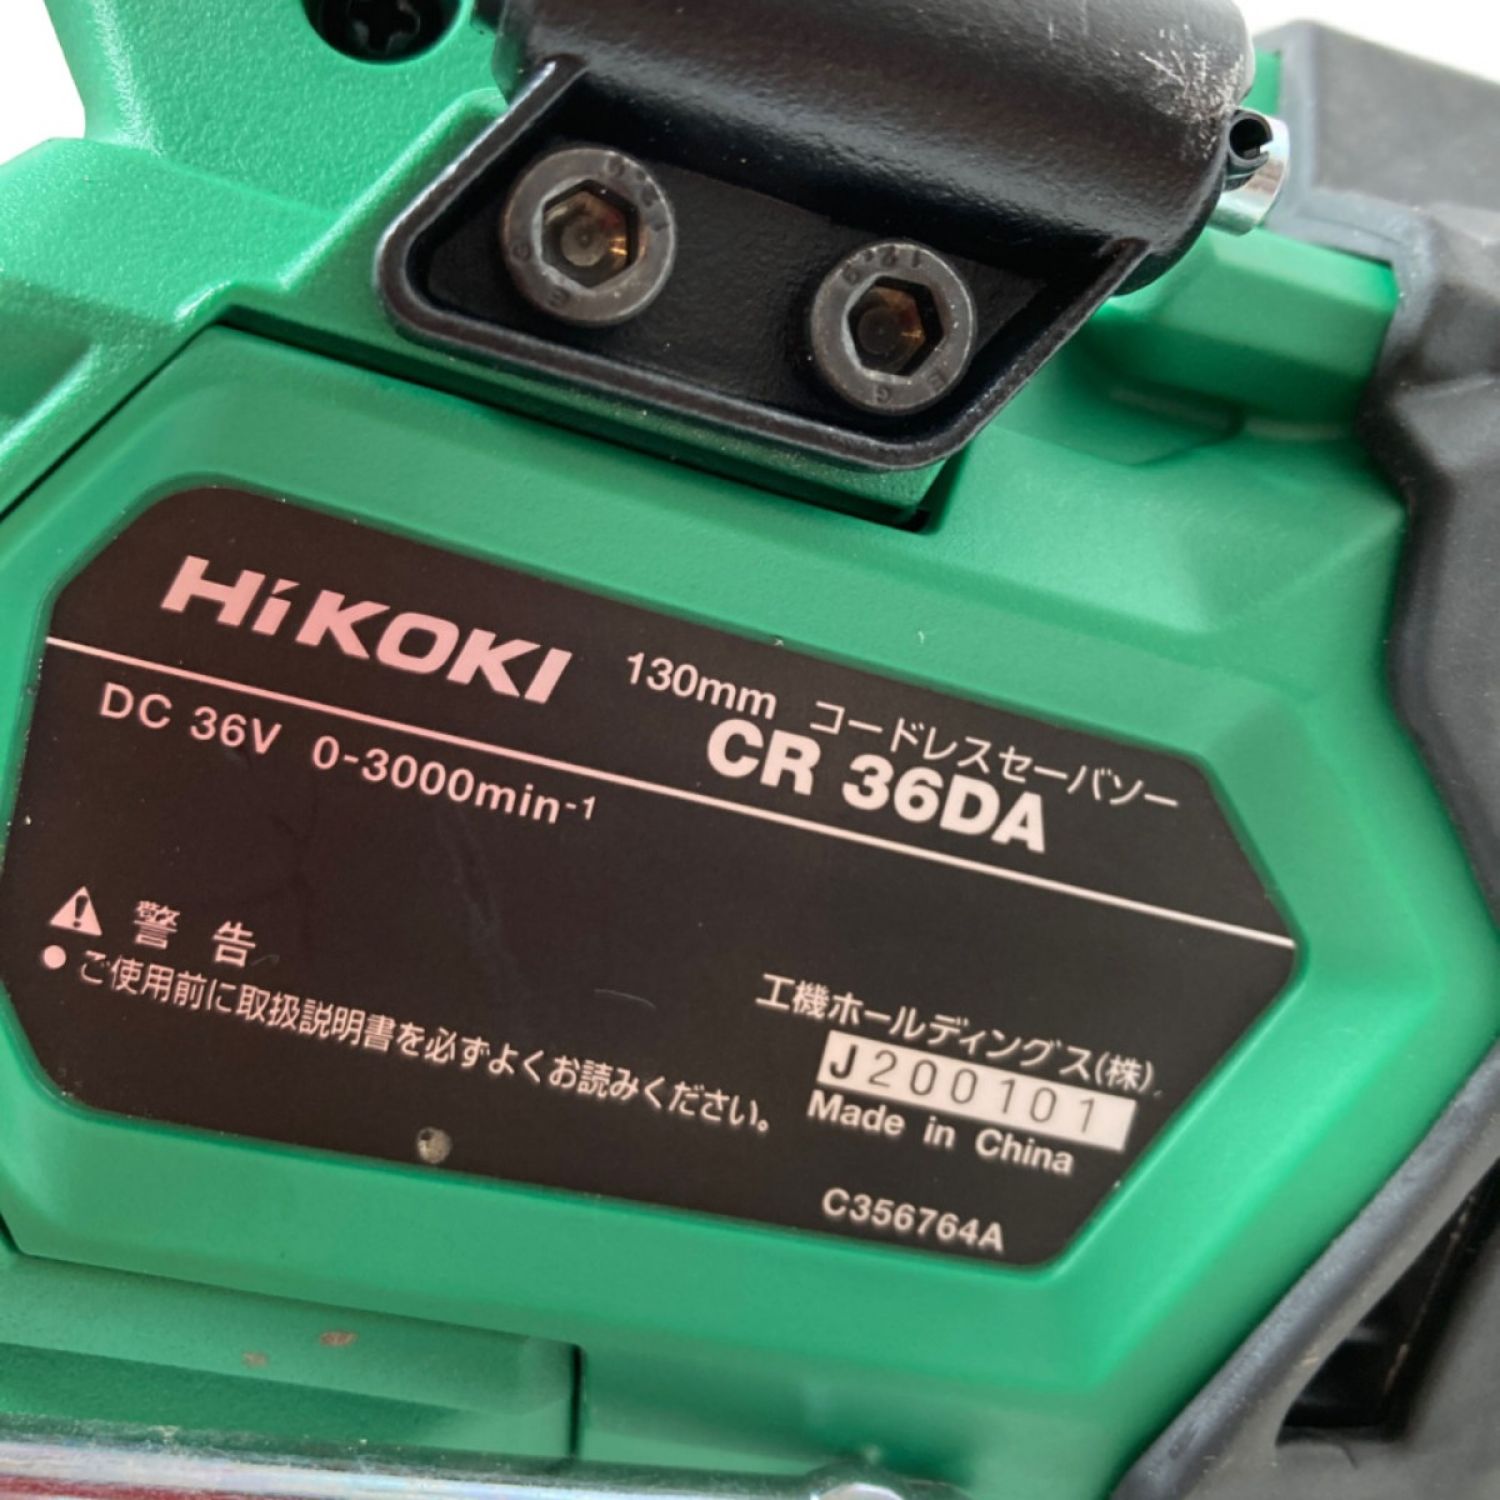 HiKOKI 130mm コードレスセーバソー
CR 36DA
DC 36V 0-3000min-1
警告
● ご使用前に取扱説明書を必ずよくお読みください。
工機ホールディングス(株)
J200101
Made in China
C356764A